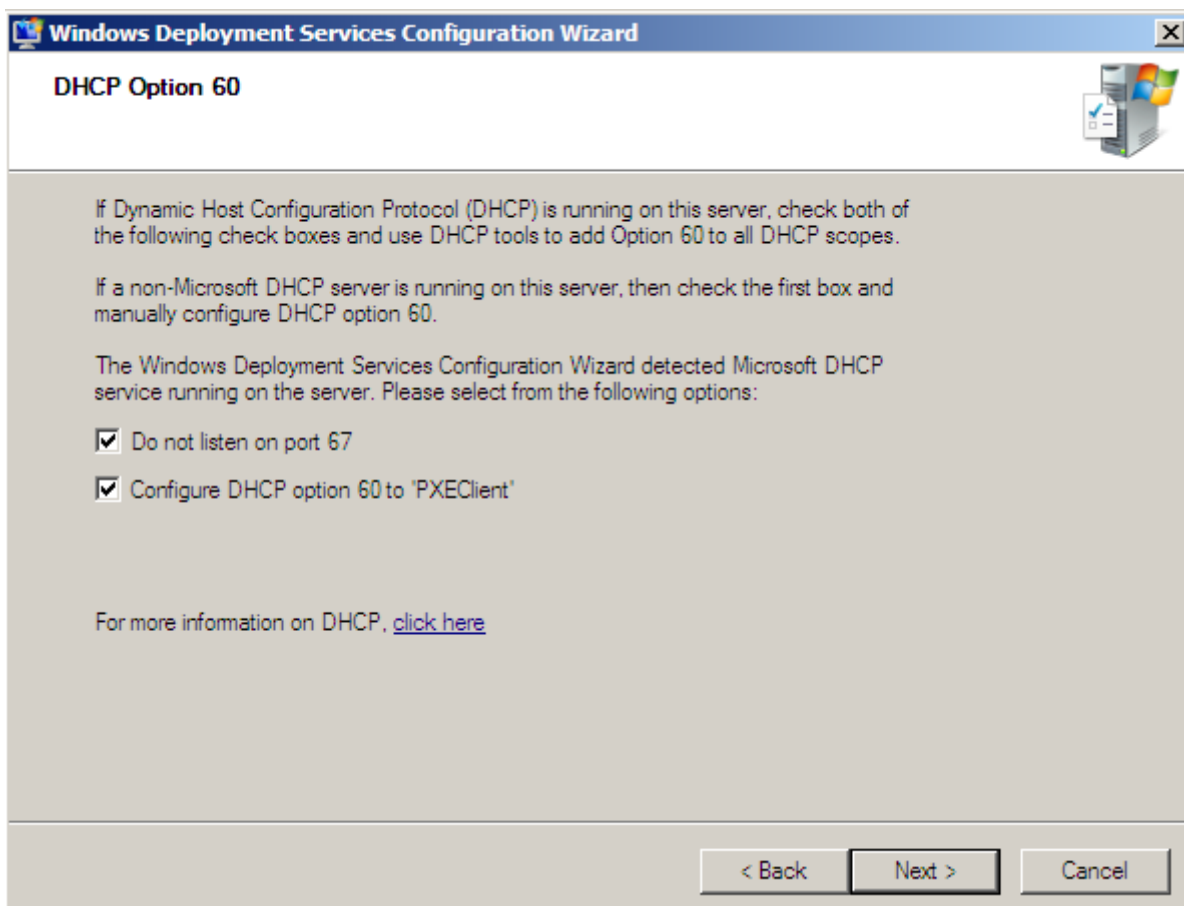 Windows Deployment Services Configuration Wizard
DHCP Option 60
If Dynamic Host Configuration Protocol (DHCP) is running on this server, check both of
the following check boxes and use DHCP tools to add Option 60 to all DHCP scopes.
If a non-Microsoft DHCP server is running on this server, then check the first box and
manually configure DHCP option 60.
The Windows Deployment Services Configuration Wizard detected Microsoft DHCP
service running on the server. Please select from the following options:
Do not listen on port 67
Configure DHCP option 60 to 'PXEClient'
For more information on DHCP, click here
< Back Next > Cancel